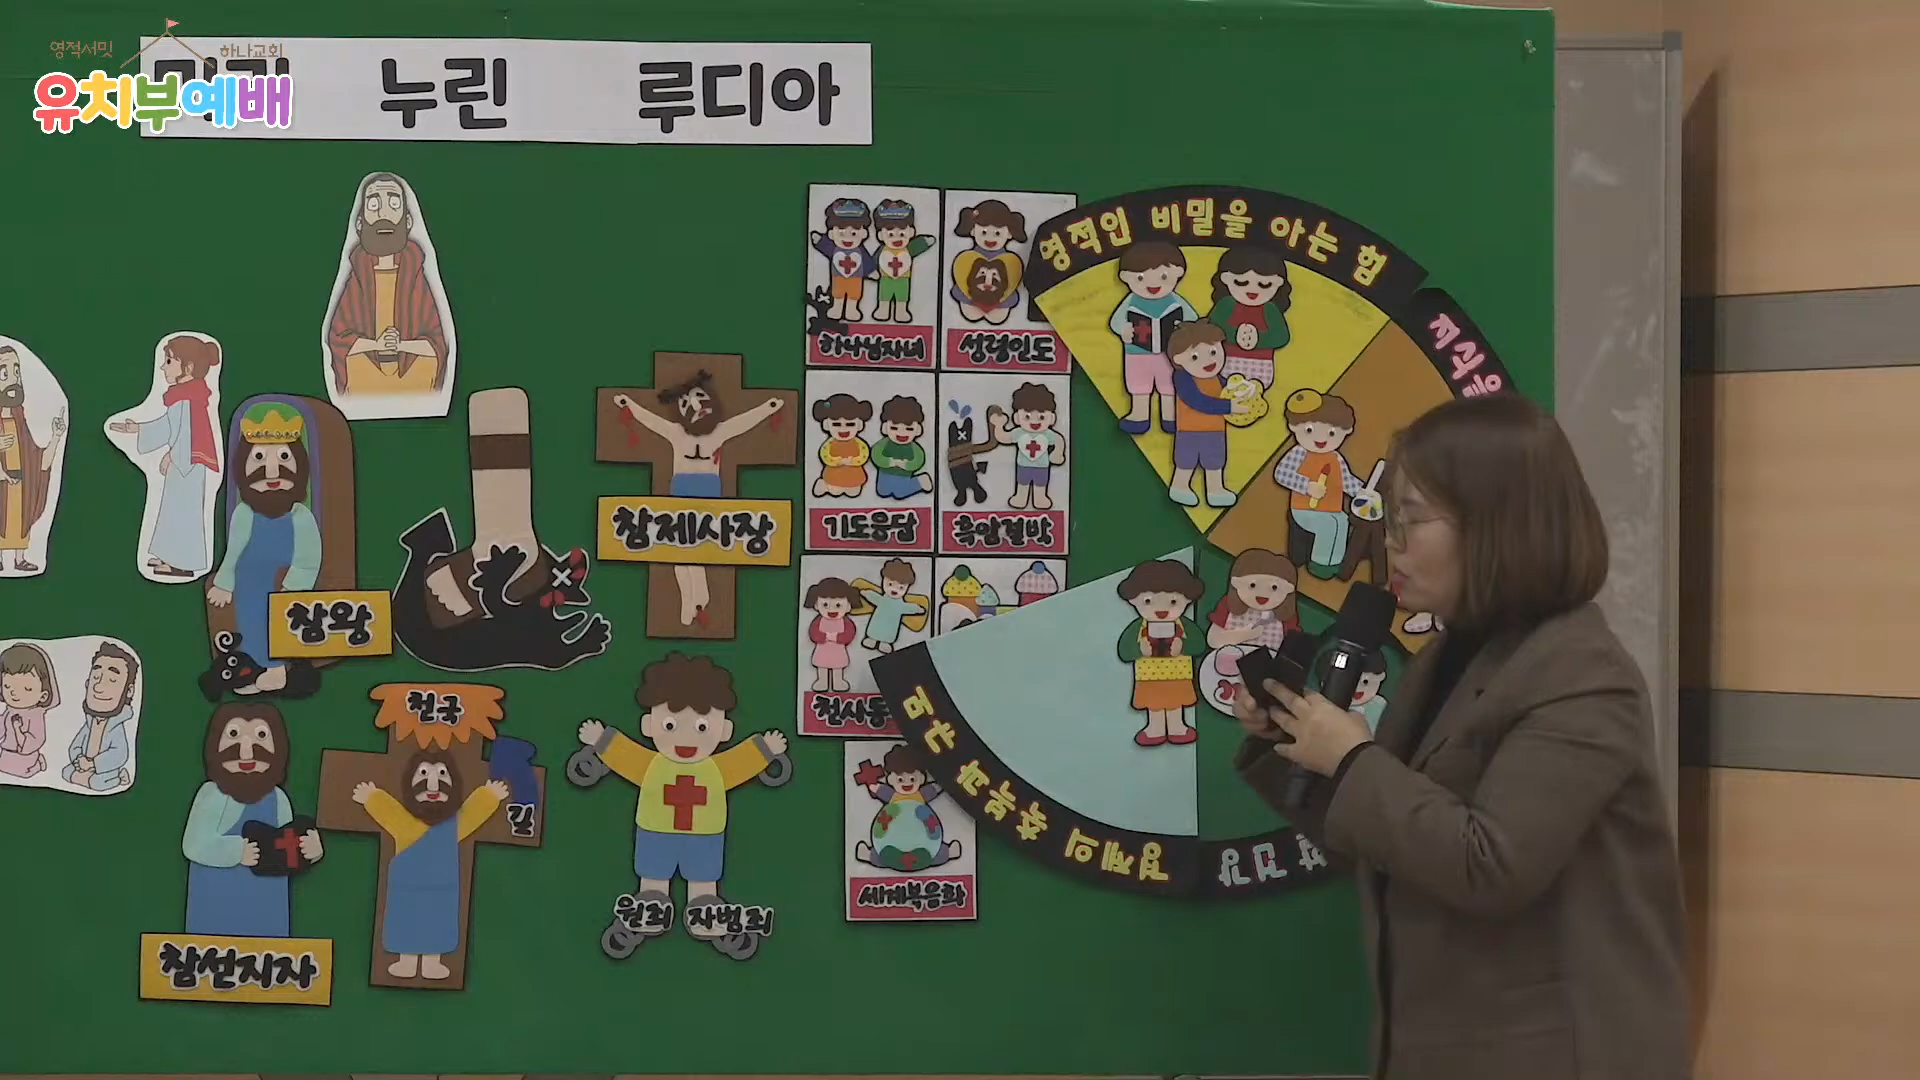 영적서밋 하나교회
유치부예배
누린 루디아
영적인 비밀을 아는 힘
하나님자녀
성령인도
기도응답
흑암결박
세계복음화
참제사장
참왕
천국
길
원죄 자범죄
참선지자